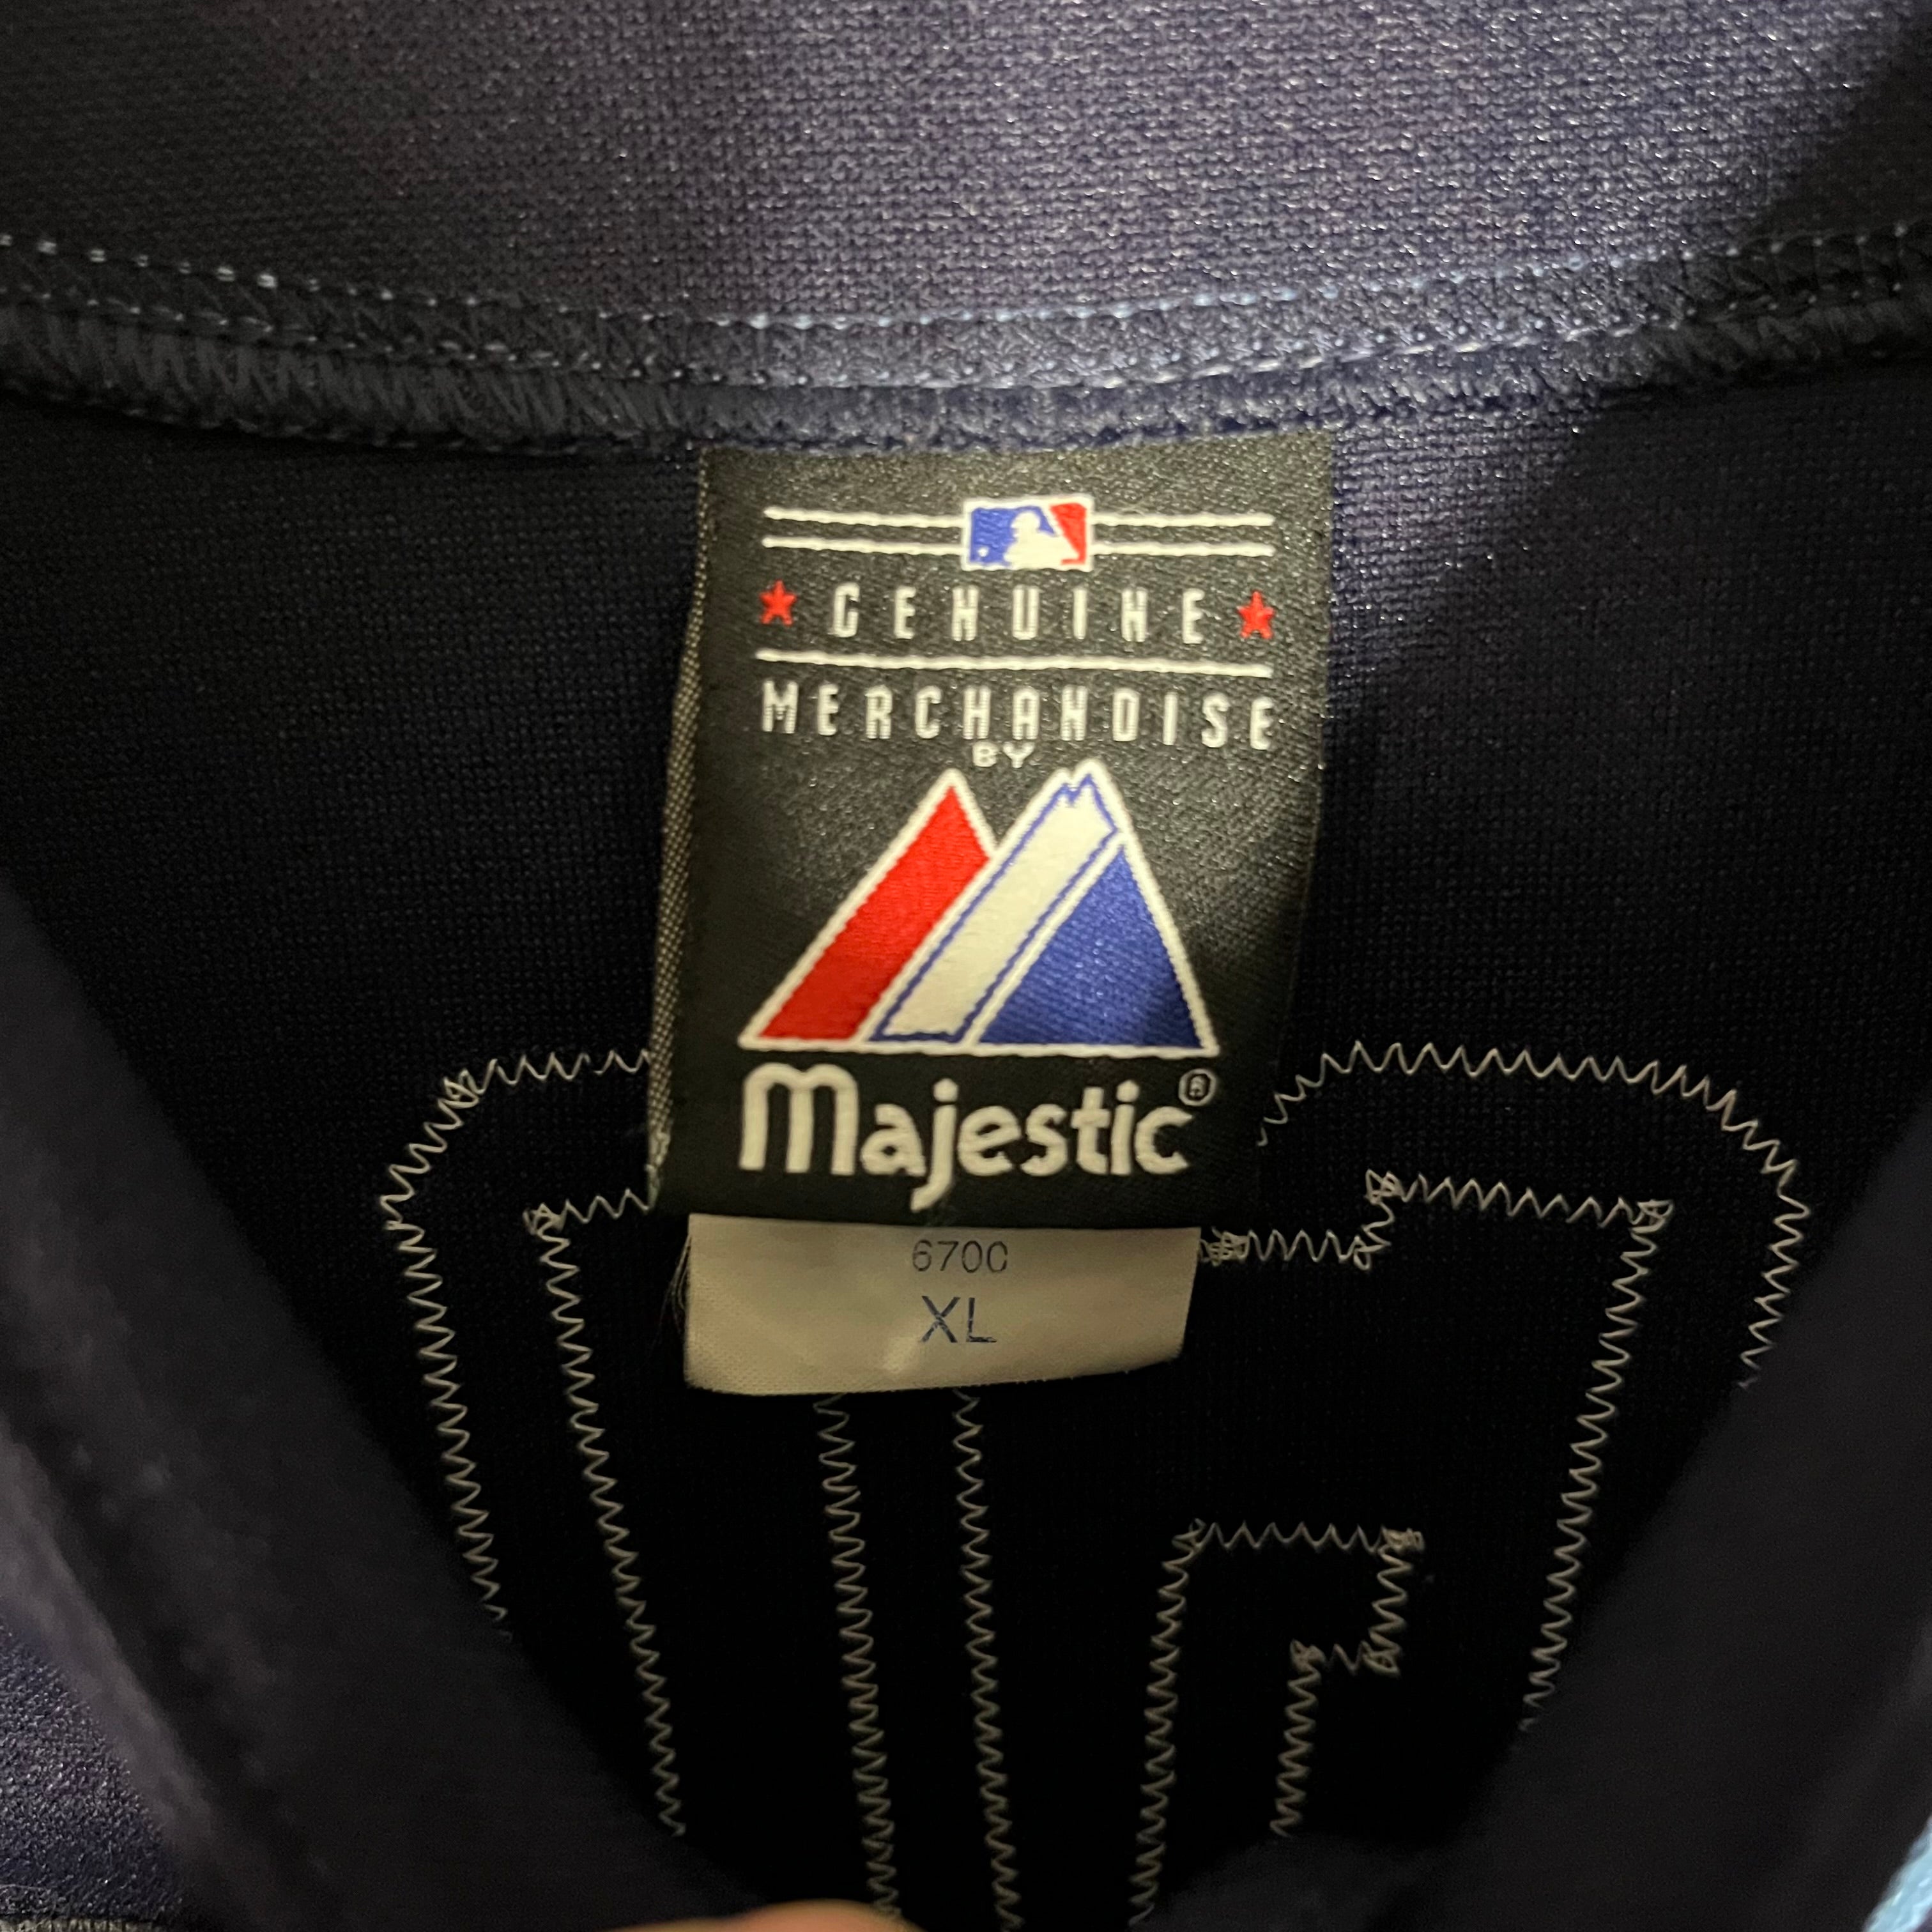 GENUINE
MERCHANDISE
BY
Majestic®
6700
XL